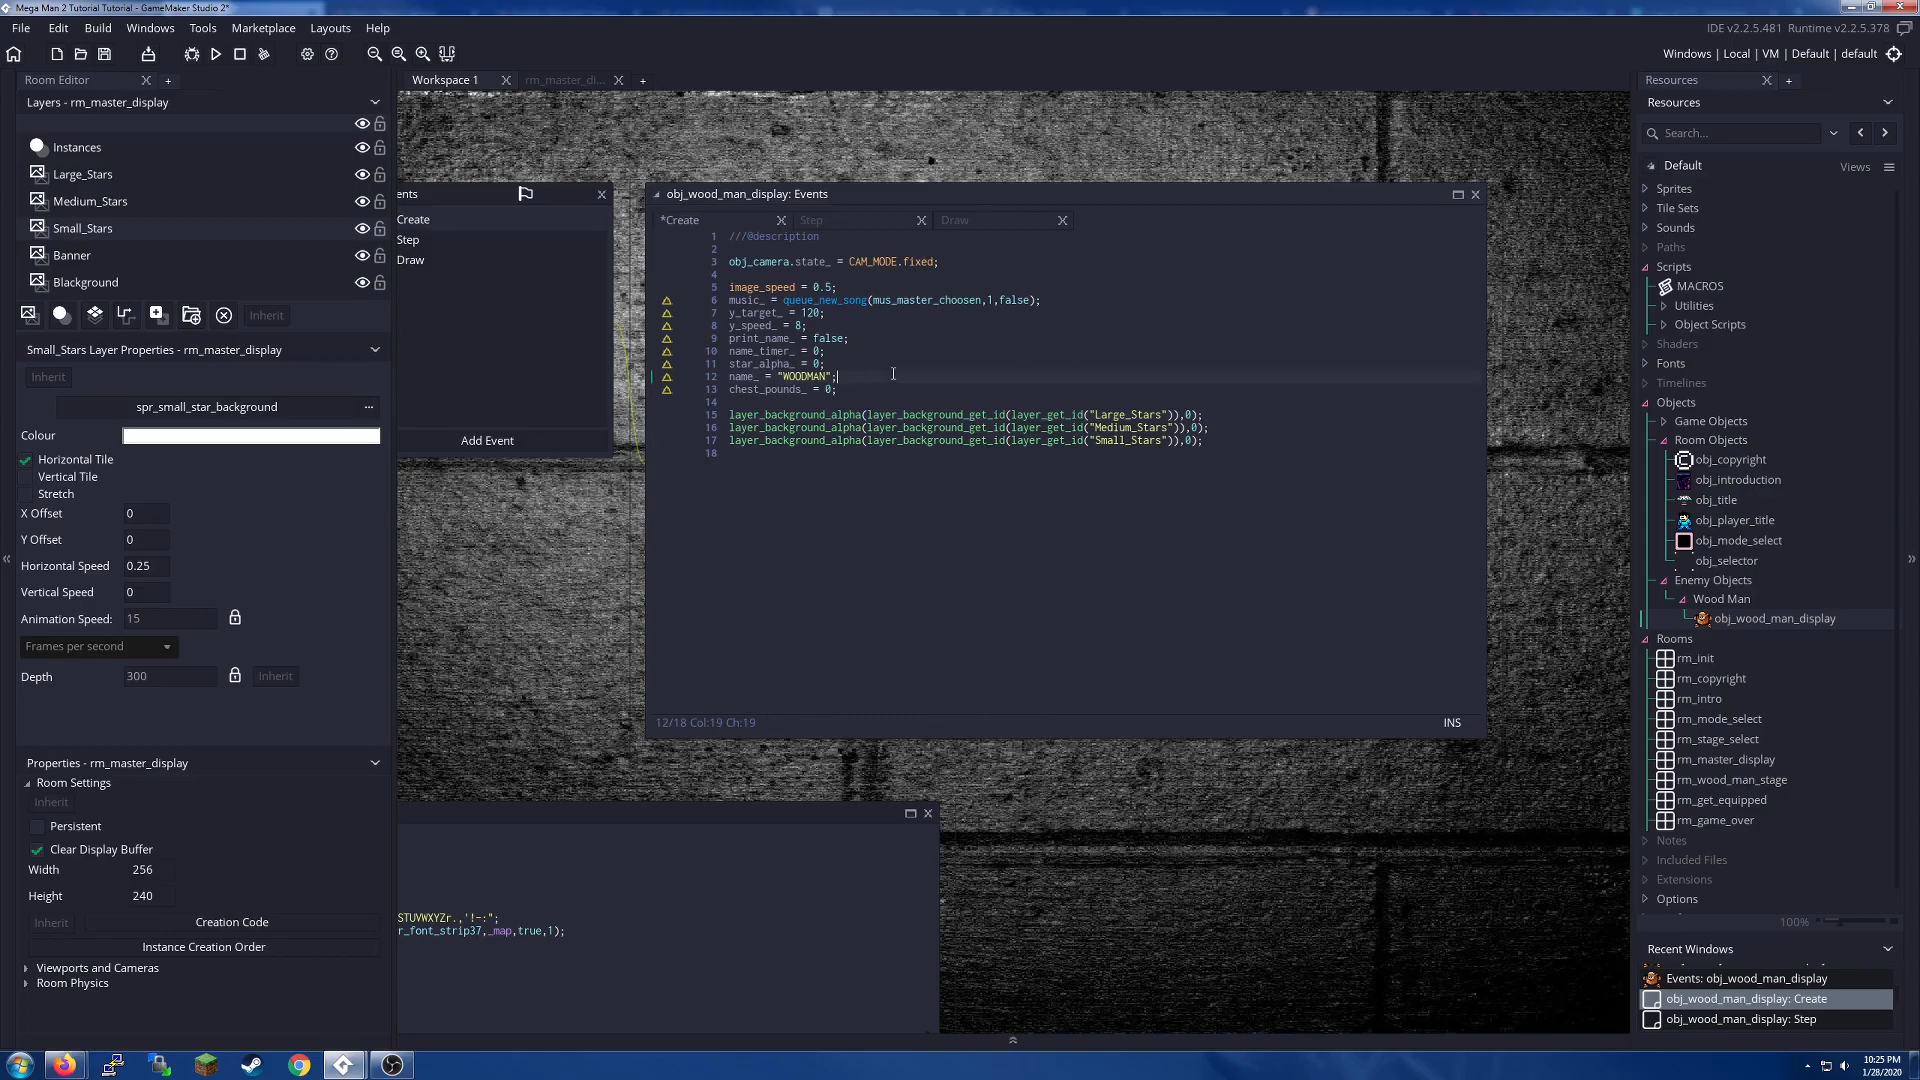 Mega Man 2 Tutorial Tutorial - GameMaker Studio 2*
File Edit Build Windows Tools Marketplace Layouts Help
IDE v2.2.5.481 Runtime v2.2.5.378
Windows | Local | VM | Default | default
Room Editor
Layers - rm_master_display
Instances
Large_Stars
Medium_Stars
Small_Stars
Banner
Blackground
Inherit
Small_Stars Layer Properties - rm_master_display
Inherit
spr_small_star_background
...
Colour
Horizontal Tile
Vertical Tile
Stretch
X Offset 0
Y Offset 0
Horizontal Speed 0.25
Vertical Speed 0
Animation Speed: 15
Frames per second
Depth 300 Inherit
Properties - rm_master_display
Room Settings
Inherit
Persistent
Clear Display Buffer
Width 256
Height 240
Inherit Creation Code
Instance Creation Order
Viewports and Cameras
Room Physics
Workspace 1 rm_master_di...
ents
Create
Step
Draw
Add Event
obj_wood_man_display: Events
*Create Step Draw
1 ///@description
2
3 obj_camera.state_ = CAM_MODE.fixed;
4
5 image_speed = 0.5;
6 music_ = queue_new_song(mus_master_choosen,1,false);
7 y_target_ = 120;
8 y_speed_ = 8;
9 print_name_ = false;
10 name_timer_ = 0;
11 star_alpha_ = 0;
12 name_ = "WOODMAN";
13 chest_pounds_ = 0;
14
15 layer_background_alpha(layer_background_get_id(layer_get_id("Large_Stars")),0);
16 layer_background_alpha(layer_background_get_id(layer_get_id("Medium_Stars")),0);
17 layer_background_alpha(layer_background_get_id(layer_get_id("Small_Stars")),0);
18
12/18 Col:19 Ch:19
INS
STUVWXYZr.,'!-:";
r_font_strip37,_map,true,1);
Resources
Resources
Search...
Default
Views
Sprites
Tile Sets
Sounds
Paths
Scripts
MACROS
Utilities
Object Scripts
Shaders
Fonts
Timelines
Objects
Game Objects
Room Objects
obj_copyright
obj_introduction
obj_title
obj_player_title
obj_mode_select
obj_selector
Enemy Objects
Wood Man
obj_wood_man_display
Rooms
rm_init
rm_copyright
rm_intro
rm_mode_select
rm_stage_select
rm_master_display
rm_wood_man_stage
rm_get_equipped
rm_game_over
Notes
Included Files
Extensions
Options
100%
Recent Windows
Events: obj_wood_man_display
obj_wood_man_display: Create
obj_wood_man_display: Step
10:25 PM
1/28/2020